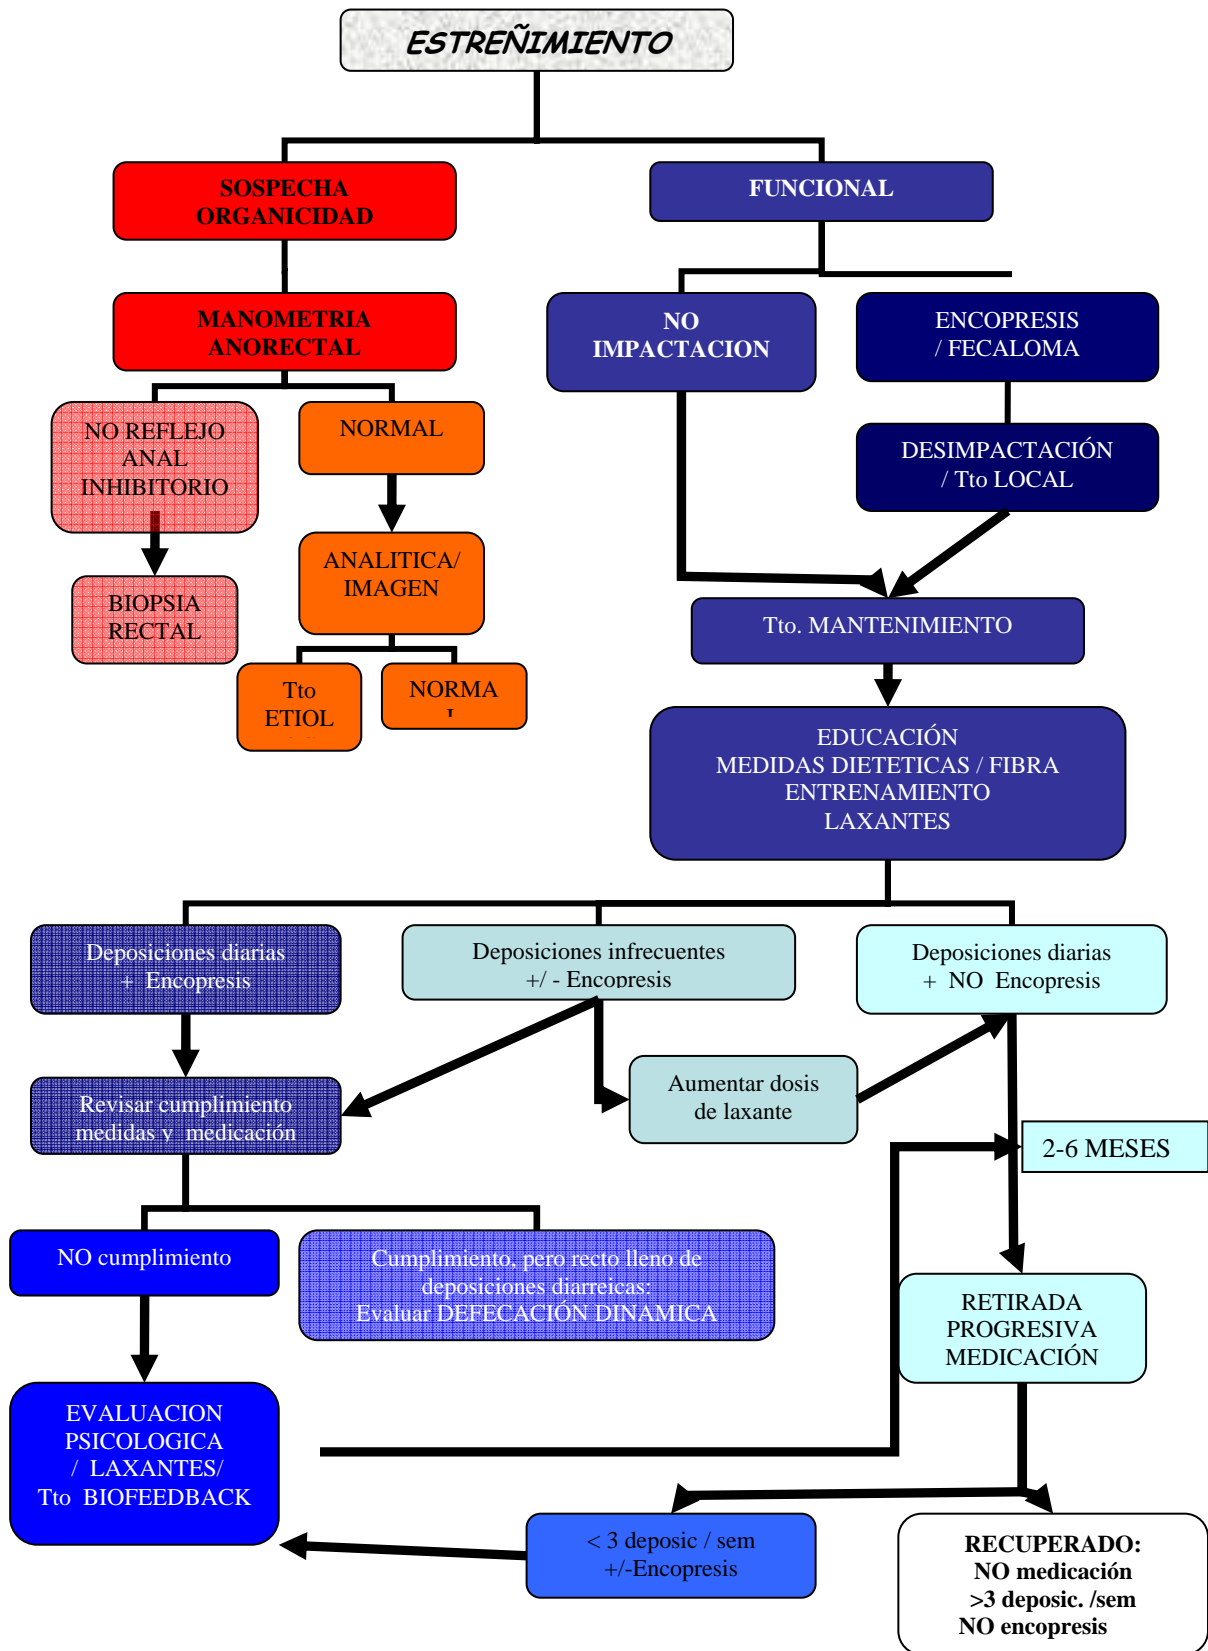 ESTREÑIMIENTO
SOSPECHA
ORGANICIDAD
FUNCIONAL
MANOMETRIA
ANORECTAL
NO
IMPACTACION
ENCOPRESIS
/ FECALOMA
NO REFLEJO
ANAL
INHIBITORIO
NORMAL
DESIMPACTACIÓN
/ Tto LOCAL
ANALITICA/
IMAGEN
BIOPSIA
RECTAL
Tto. MANTENIMIENTO
Tto
ETIOL
NORMA
L
EDUCACIÓN
MEDIDAS DIETETICAS / FIBRA
ENTRENAMIENTO
LAXANTES
Deposiciones diarias
+ Encopresis
Deposiciones infrecuentes
+/ - Encopresis
Deposiciones diarias
+ NO Encopresis
Revisar cumplimiento
medidas y medicación
Aumentar dosis
de laxante
2-6 MESES
NO cumplimiento
Cumplimiento, pero recto lleno de
deposiciones diarreicas:
Evaluar DEFECACIÓN DINAMICA
RETIRADA
PROGRESIVA
MEDICACIÓN
EVALUACION
PSICOLOGICA
/ LAXANTES/
Tto BIOFEEDBACK
< 3 deposic / sem
+/-Encopresis
RECUPERADO:
NO medicación
>3 deposic. /sem
NO encopresis